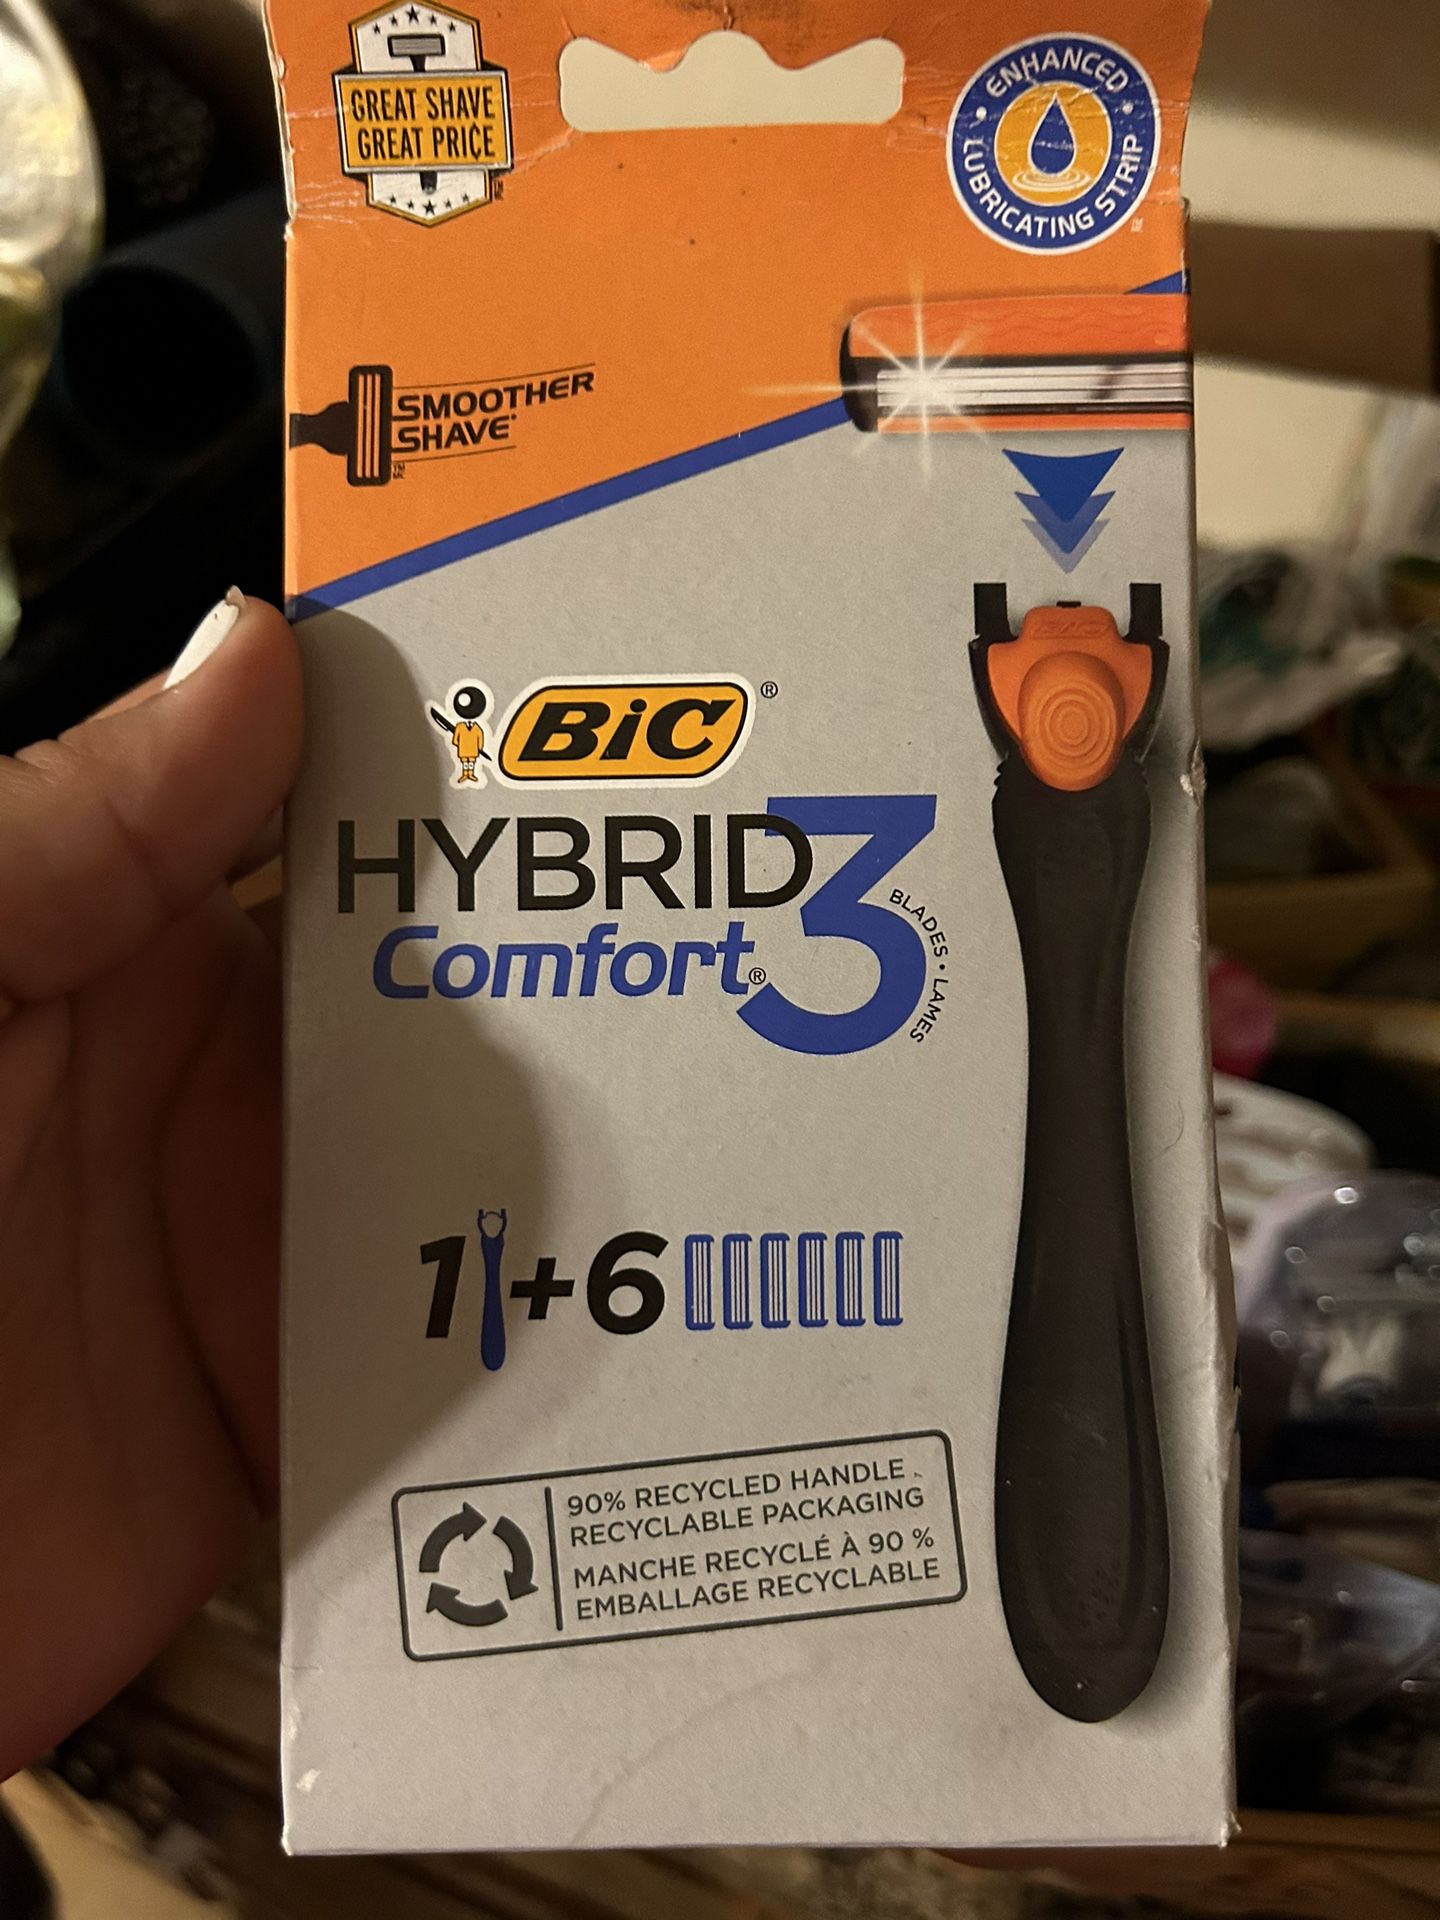 GREAT SHAVE
GREAT PRICE
ENHANCED
LUBRICATING STRIP
SMOOTHER
SHAVE*
BiC®
BIC
HYBRID 3
Comfort®
BLADES • LAMES
1 + 6
90% RECYCLED HANDLE
RECYCLABLE PACKAGING
MANCHE RECYCLÉ À 90 %
EMBALLAGE RECYCLABLE